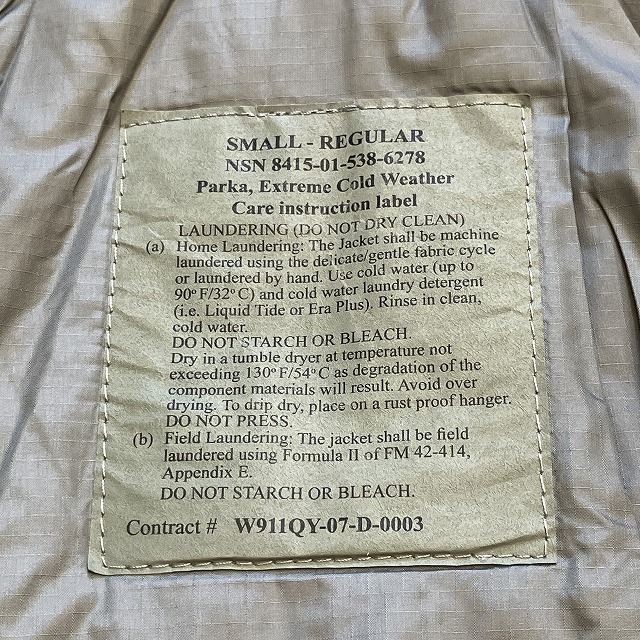 SMALL - REGULAR
NSN 8415-01-538-6278
Parka, Extreme Cold Weather
Care instruction label
LAUNDERING (DO NOT DRY CLEAN)
(a) Home Laundering: The Jacket shall be machine
laundered using the delicate/gentle fabric cycle
or laundered by hand. Use cold water (up to
90°F/32°C) and cold water laundry detergent
(i.e. Liquid Tide or Era Plus). Rinse in clean,
cold water.
DO NOT STARCH OR BLEACH.
Dry in a tumble dryer at temperature not
exceeding 130°F/54°C as degradation of the
component materials will result. Avoid over
drying. To drip dry, place on a rust proof hanger.
DO NOT PRESS.
(b) Field Laundering: The jacket shall be field
laundered using Formula II of FM 42-414,
Appendix E.
DO NOT STARCH OR BLEACH.
Contract # W911QY-07-D-0003